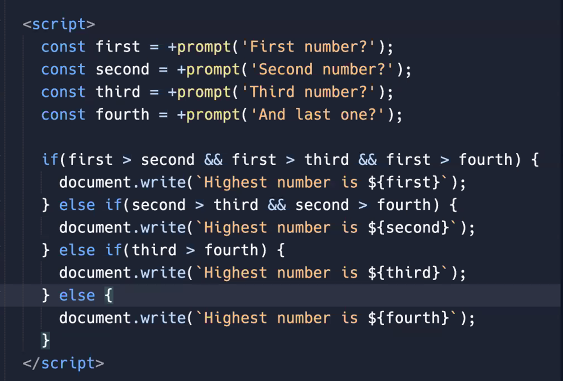 <script>
const first = +prompt('First number?');
const second = +prompt('Second number?');
const third = +prompt('Third number?');
const fourth = +prompt('And last one?');
if(first > second && first > third && first > fourth) {
document.write(`Highest number is ${first}`);
} else if(second > third && second > fourth) {
document.write(`Highest number is ${second}`);
} else if(third > fourth) {
document.write(`Highest number is ${third}`);
} else {
document.write(`Highest number is ${fourth}`);
}
</script>